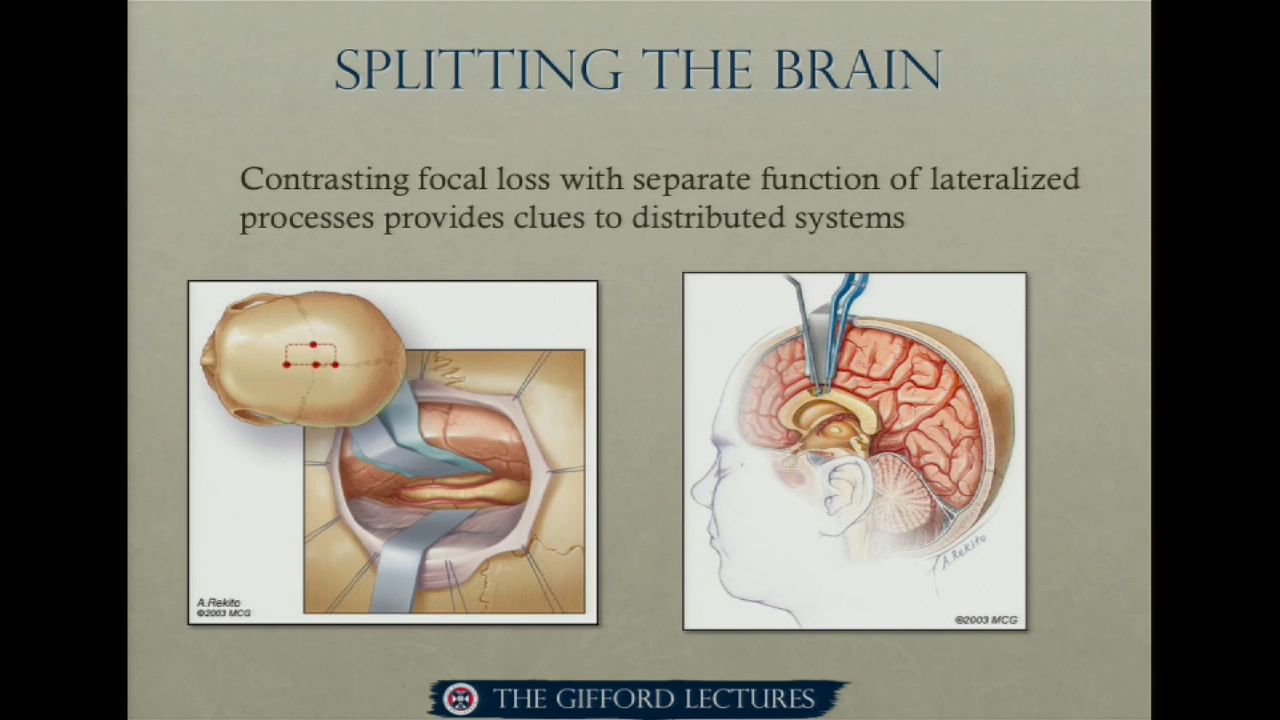 SPLITTING THE BRAIN
Contrasting focal loss with separate function of lateralized
processes provides clues to distributed systems
A.Rekito
©2003 MCG
A.Rekito
©2003 MCG
THE GIFFORD LECTURES